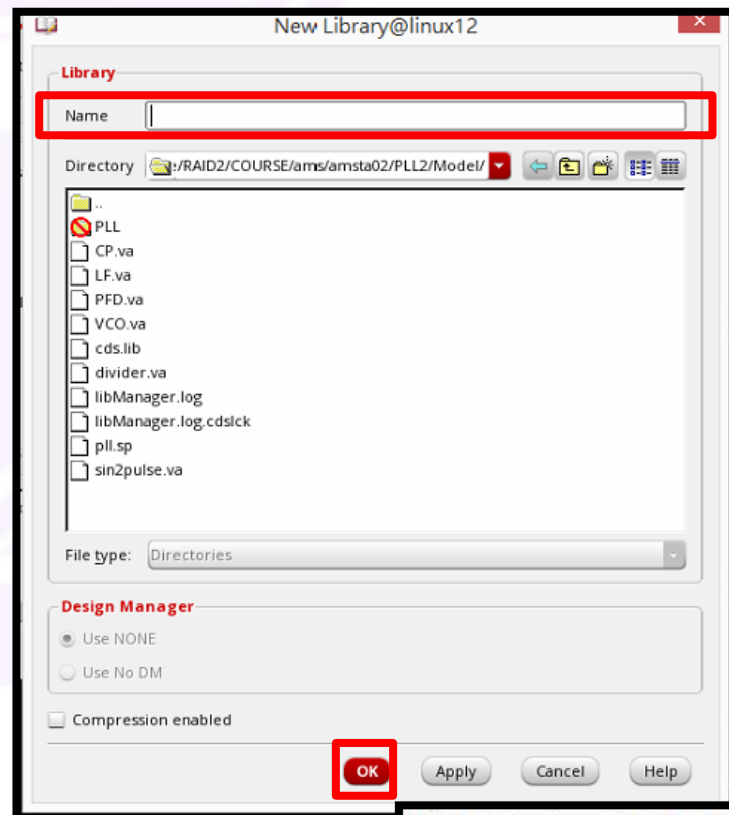 New Library@linux12
Library
Name
Directory :/RAID2/COURSE/ams/amsta02/PLL2/Model/
..
PLL
CP.va
LF.va
PFD.va
VCO.va
cds.lib
divider.va
libManager.log
libManager.log.cdslck
pll.sp
sin2pulse.va
File type: Directories
Design Manager
Use NONE
Use No DM
Compression enabled
OK Apply Cancel Help